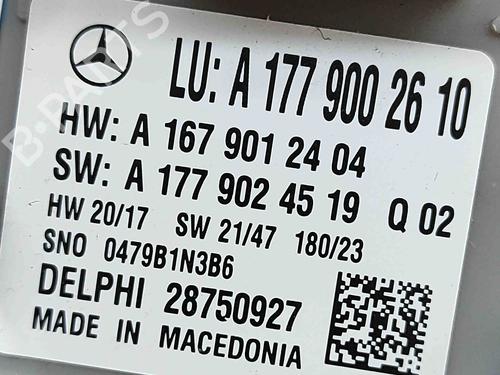 LU: A 177 900 26 10
HW: A 167 901 24 04
SW: A 177 902 45 19 Q 02
HW 20/17 SW 21/47 180/23
SNO 0479B1N3B6
DELPHI 28750927
MADE IN MACEDONIA
B-PARTS